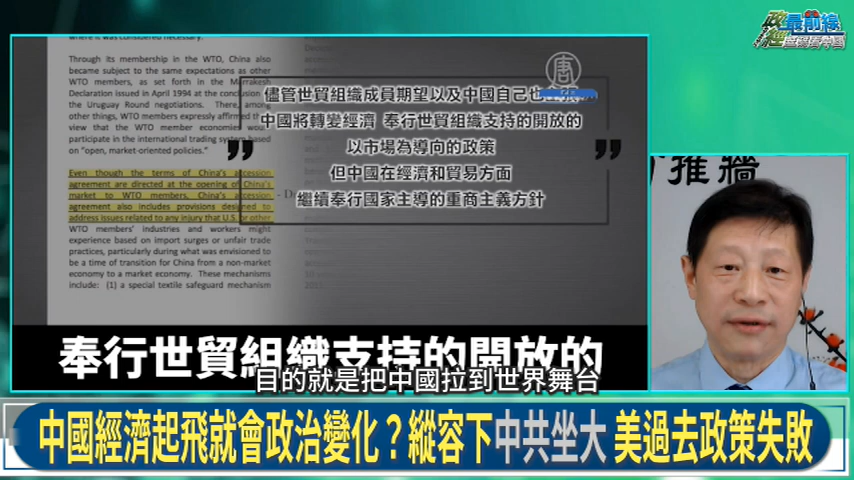 政經最前線
where it was considered necessary.
Through its membership in the WTO, China also
became subject to the same expectations as other
WTO members, as set forth in the Marrakesh
Declaration issued in April 1994 at the conclusion
the Uruguay Round negotiations. There, among
other things, WTO members expressly affirmed
view that the WTO member economies would
participate in the international trading system based
on "open, market-oriented policies."
Even though the terms of China's accession
agreement are directed at the opening of China's
market to WTO members, China's accession
agreement also includes provisions designed to
address issues related to any injury that U.S. or other
WTO members' industries and workers might
experience based on import surges or unfair trade
practices, particularly during what was envisioned to
be a time of transition for China from a non-market
economy to a market economy. These mechanisms
include: (1) a special textile safeguard mechanism
唐
儘管世貿組織成員期望以及中國自己也
中國將轉變經濟 奉行世貿組織支持的開放的
以市場為導向的政策
但中國在經濟和貿易方面
繼續奉行國家主導的重商主義方針
推牆
奉行世貿組織支持的開放的
目的就是把中國拉到世界舞台
中國經濟起飛就會政治變化？縱容下中共坐大 美過去政策失敗